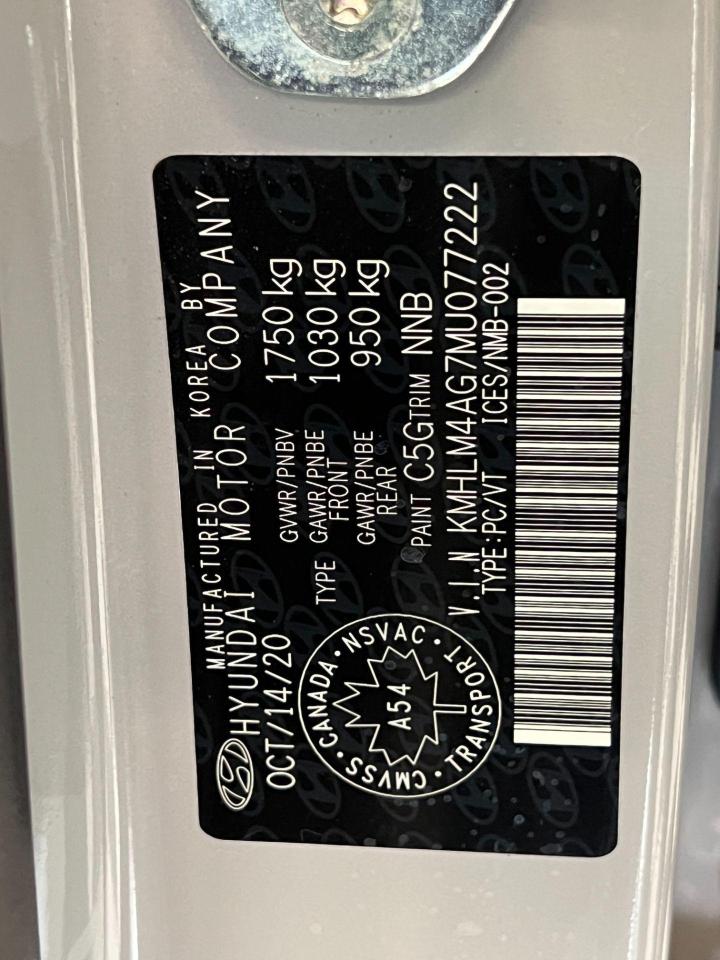 MANUFACTURED IN KOREA BY
HYUNDAI MOTOR COMPANY
OCT/14/20
GVWR/PNBV 1750 kg
TYPE GAWR/PNBE FRONT 1030 kg
GAWR/PNBE REAR 950 kg
PAINT C5G TRIM NNB
V.I.N KMHLM4AG7MU077222
TYPE:PC/VT ICES/NMB-002
CANADA · NSVAC · TRANSPORT · CMVSS ·
A54